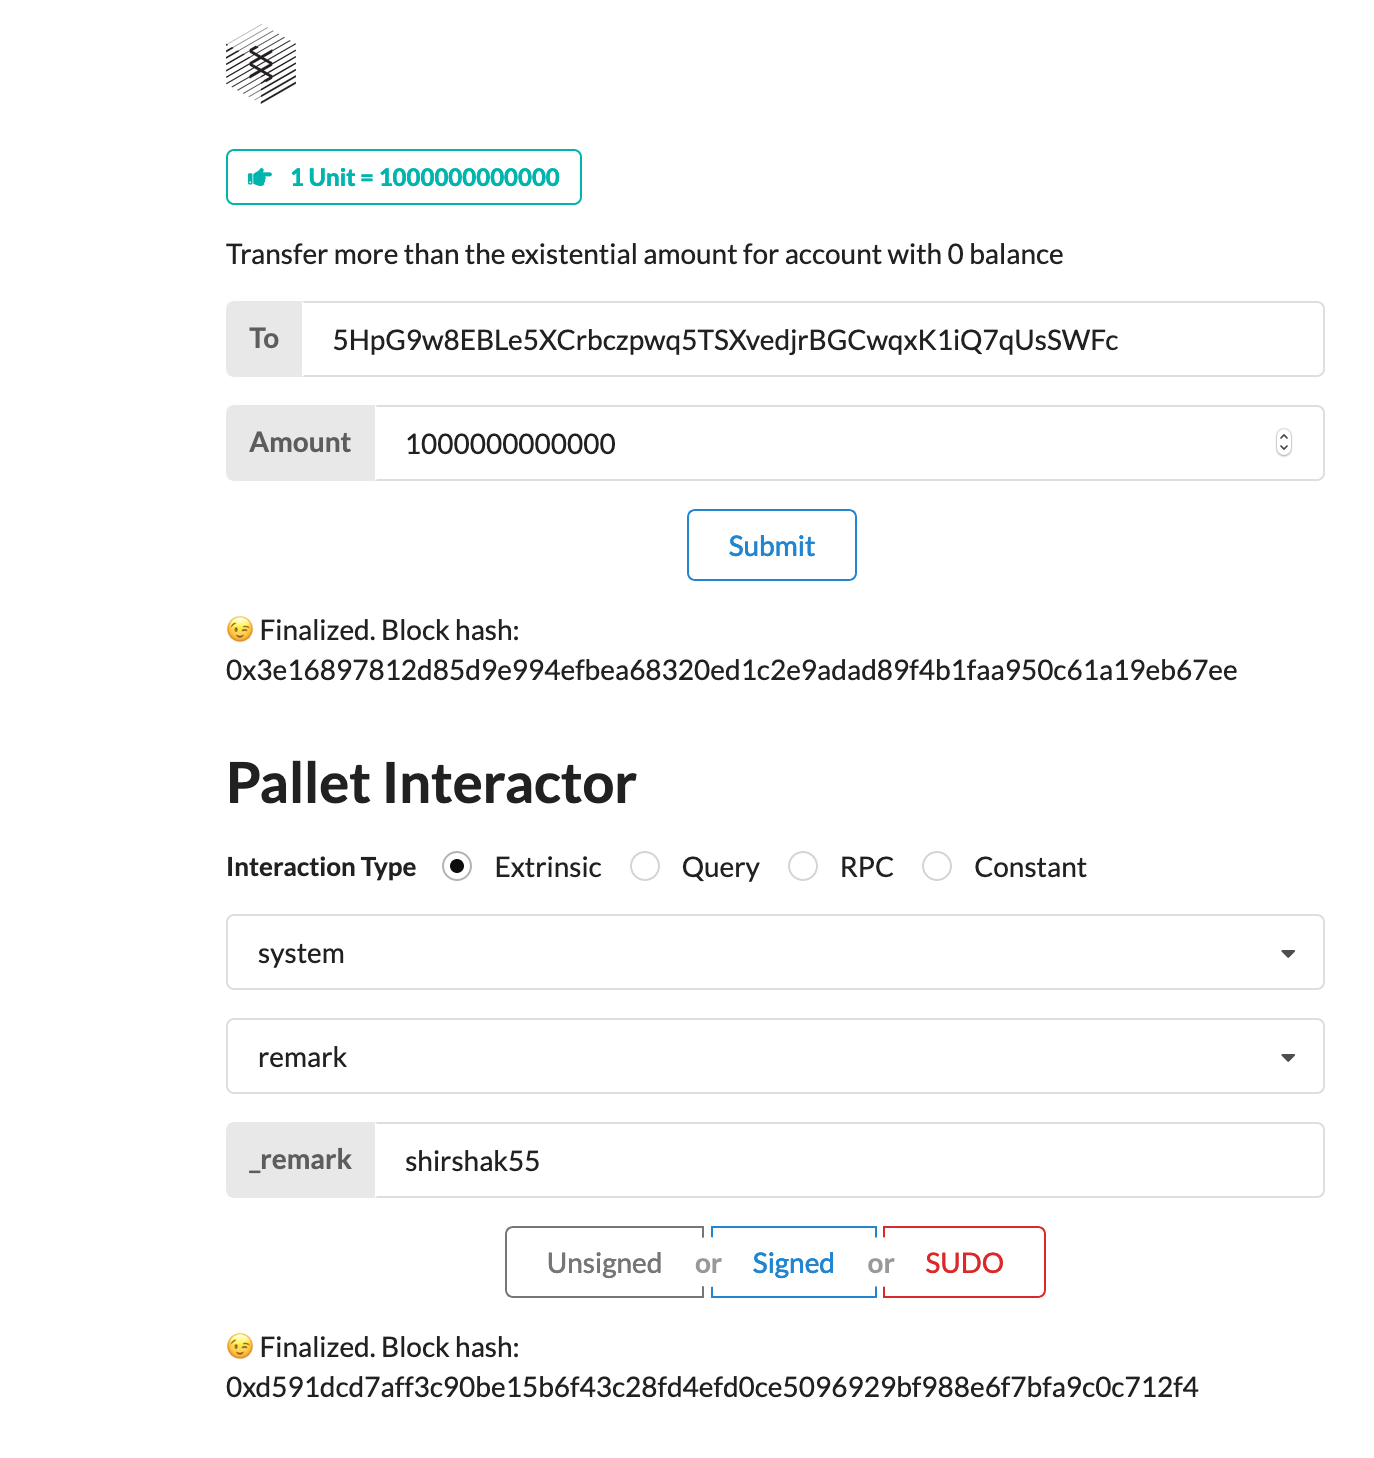 1 Unit = 1000000000000
Transfer more than the existential amount for account with 0 balance
To 5HpG9w8EBLe5XCrbczpwq5TSXvedjrBGCwqxK1iQ7qUsSWFc
Amount 1000000000000
Submit
😉 Finalized. Block hash:
0x3e16897812d85d9e994efbea68320ed1c2e9adad89f4b1faa950c61a19eb67ee
Pallet Interactor
Interaction Type Extrinsic Query RPC Constant
system
remark
_remark shirshak55
Unsigned or Signed or SUDO
😉 Finalized. Block hash:
0xd591dcd7aff3c90be15b6f43c28fd4efd0ce5096929bf988e6f7bfa9c0c712f4